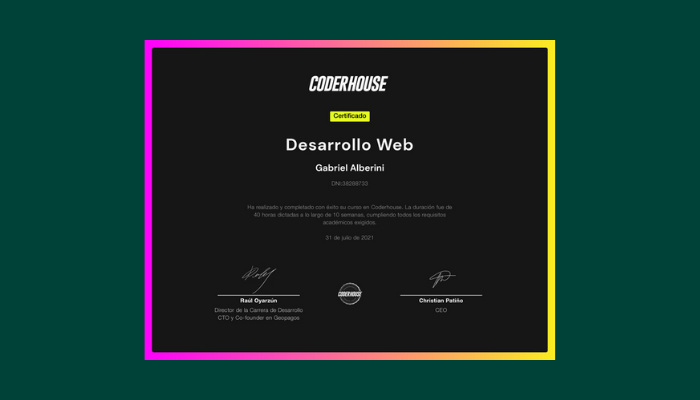 CODERHOUSE
Certificado
Desarrollo Web
Gabriel Alberini
DNI:39268733
Ha realizado y completado con éxito su curso en Coderhouse. La duración fue de
40 horas dictadas a lo largo de 10 semanas, cumpliendo todos los requisitos
académicos exigidos.
31 de julio de 2021
CODERHOUSE
Raúl Oyarzún
Christian Patiño
Director de la Carrera de Desarrollo
CEO
CTO y Co-founder en Geopagos